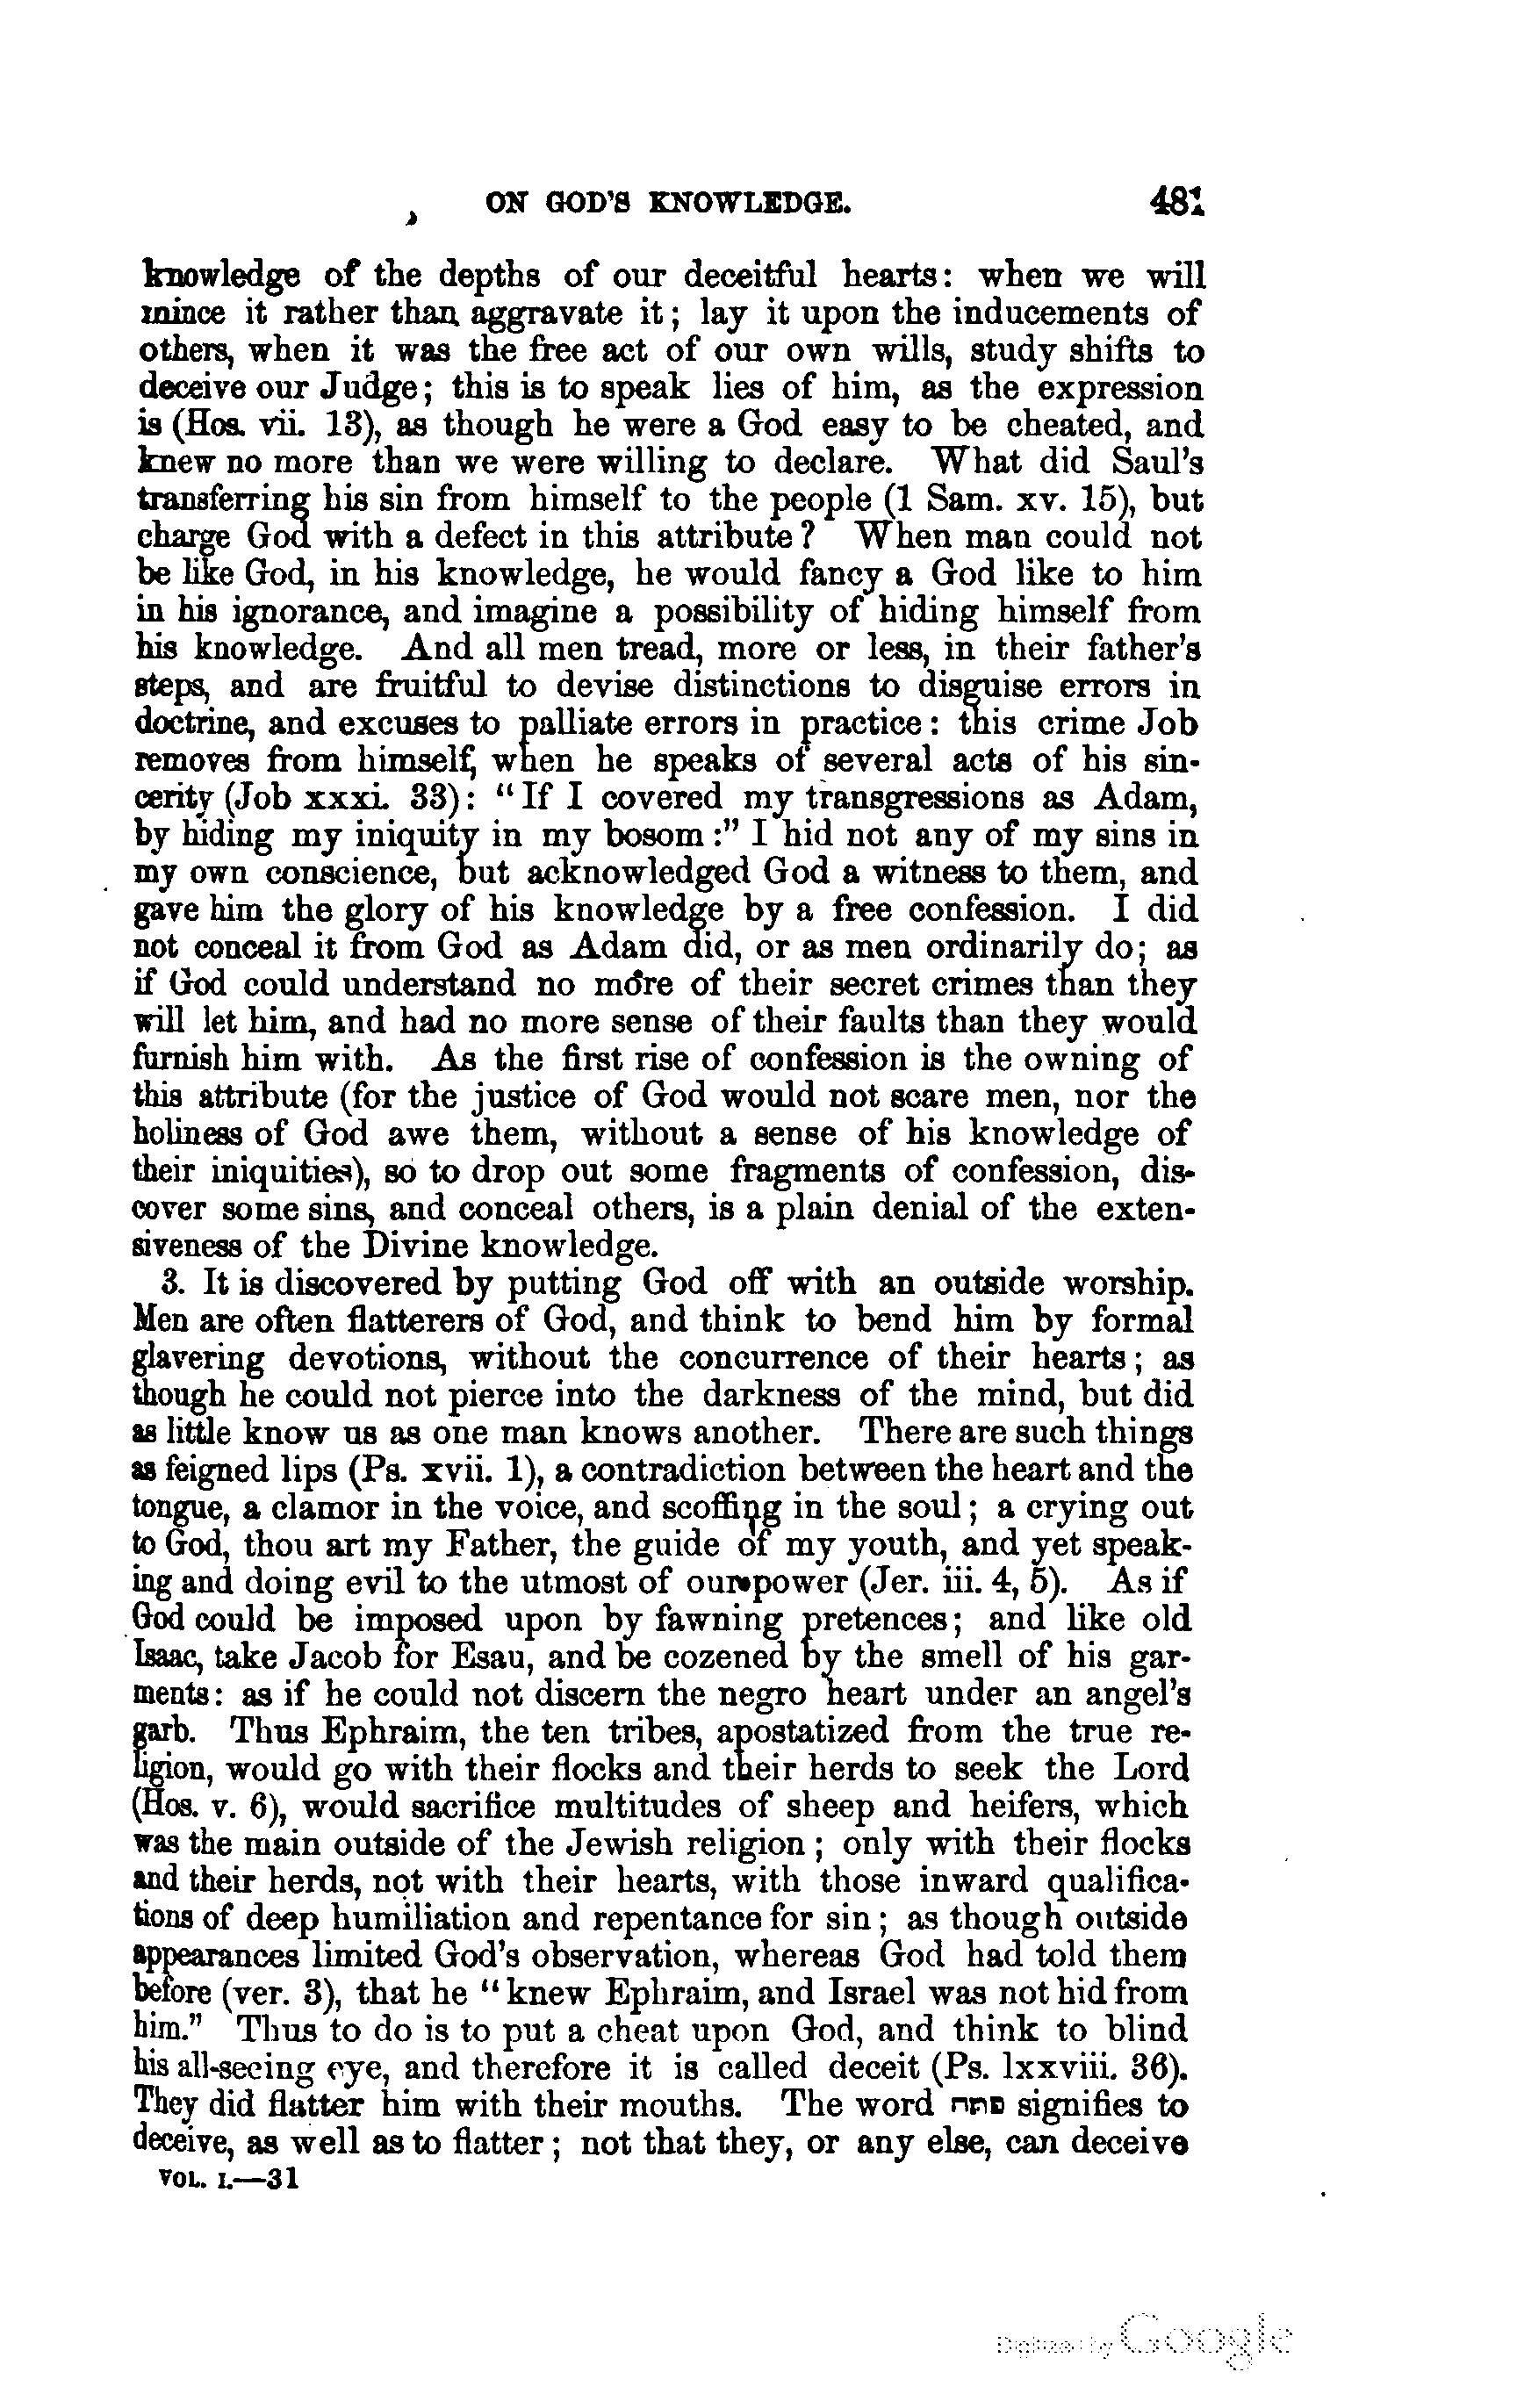 ON GOD'S KNOWLEDGE. 481
knowledge of the depths of our deceitful hearts: when we will
mince it rather than aggravate it; lay it upon the inducements of
others, when it was the free act of our own wills, study shifts to
deceive our Judge; this is to speak lies of him, as the expression
is (Hos. vii. 13), as though he were a God easy to be cheated, and
knew no more than we were willing to declare. What did Saul's
transferring his sin from himself to the people (1 Sam. xv. 15), but
charge God with a defect in this attribute? When man could not
be like God, in his knowledge, he would fancy a God like to him
in his ignorance, and imagine a possibility of hiding himself from
his knowledge. And all men tread, more or less, in their father's
steps, and are fruitful to devise distinctions to disguise errors in
doctrine, and excuses to palliate errors in practice: this crime Job
removes from himself, when he speaks of several acts of his sin-
cerity (Job xxxi. 33): "If I covered my transgressions as Adam,
by hiding my iniquity in my bosom:" I hid not any of my sins in
my own conscience, but acknowledged God a witness to them, and
gave him the glory of his knowledge by a free confession. I did
not conceal it from God as Adam did, or as men ordinarily do; as
if God could understand no more of their secret crimes than they
will let him, and had no more sense of their faults than they would
furnish him with. As the first rise of confession is the owning of
this attribute (for the justice of God would not scare men, nor the
holiness of God awe them, without a sense of his knowledge of
their iniquities), so to drop out some fragments of confession, dis-
cover some sins, and conceal others, is a plain denial of the exten-
siveness of the Divine knowledge.
3. It is discovered by putting God off with an outside worship.
Men are often flatterers of God, and think to bend him by formal
glavering devotions, without the concurrence of their hearts; as
though he could not pierce into the darkness of the mind, but did
as little know us as one man knows another. There are such things
as feigned lips (Ps. xvii. 1), a contradiction between the heart and the
tongue, a clamor in the voice, and scoffing in the soul; a crying out
to God, thou art my Father, the guide of my youth, and yet speak-
ing and doing evil to the utmost of our power (Jer. iii. 4, 5). As if
God could be imposed upon by fawning pretences; and like old
Isaac, take Jacob for Esau, and be cozened by the smell of his gar-
ments: as if he could not discern the negro heart under an angel's
garb. Thus Ephraim, the ten tribes, apostatized from the true re-
ligion, would go with their flocks and their herds to seek the Lord
(Hos. v. 6), would sacrifice multitudes of sheep and heifers, which
was the main outside of the Jewish religion; only with their flocks
and their herds, not with their hearts, with those inward qualifica-
tions of deep humiliation and repentance for sin; as though outside
appearances limited God's observation, whereas God had told them
before (ver. 3), that he "knew Ephraim, and Israel was not hid from
him." Thus to do is to put a cheat upon God, and think to blind
his all-seeing eye, and therefore it is called deceit (Ps. lxxviii. 36).
They did flatter him with their mouths. The word פתה signifies to
deceive, as well as to flatter; not that they, or any else, can deceive
VOL. I.—31
Digitized by Google